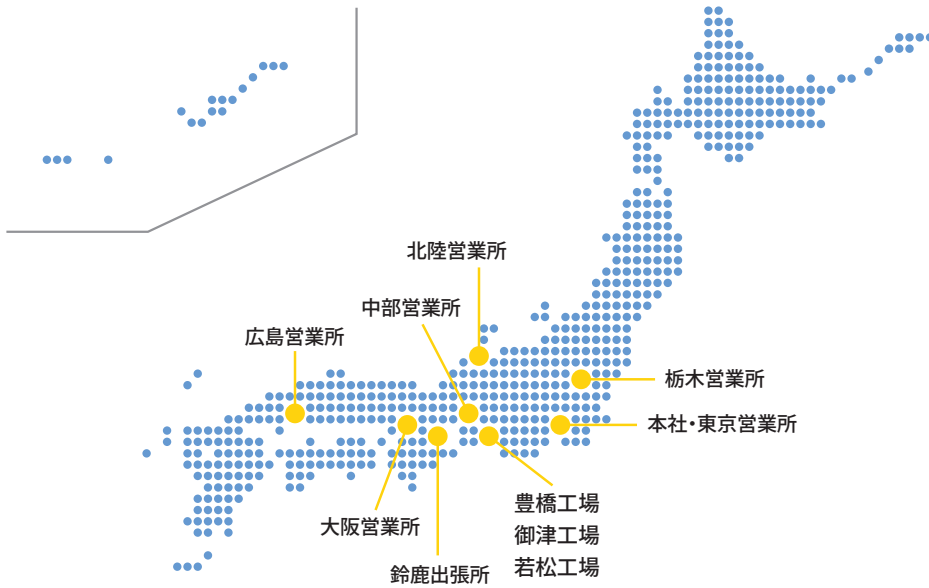 北陸営業所
中部営業所
広島営業所
栃木営業所
本社・東京営業所
大阪営業所
鈴鹿出張所
豊橋工場
御津工場
若松工場